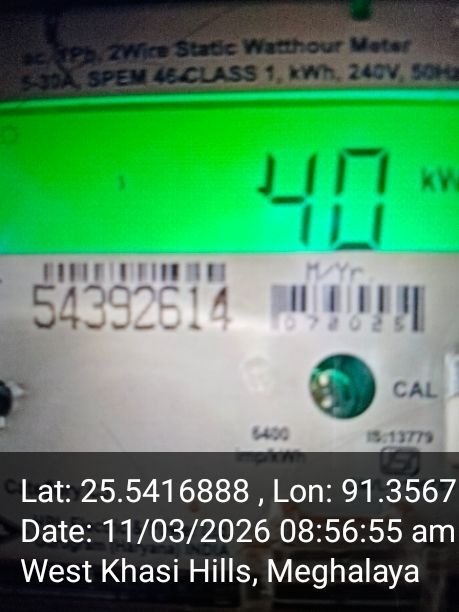 ac, 1Ph, 2Wire Static Watthour Meter
5-30A, SPEM 46-CLASS 1, kWh, 240V, 50Hz
40 kW
54392614
M/Yr.
072025
CAL
6400
imp/kWh
IS:13779
Lat: 25.5416888 , Lon: 91.3567
Date: 11/03/2026 08:56:55 am
West Khasi Hills, Meghalaya